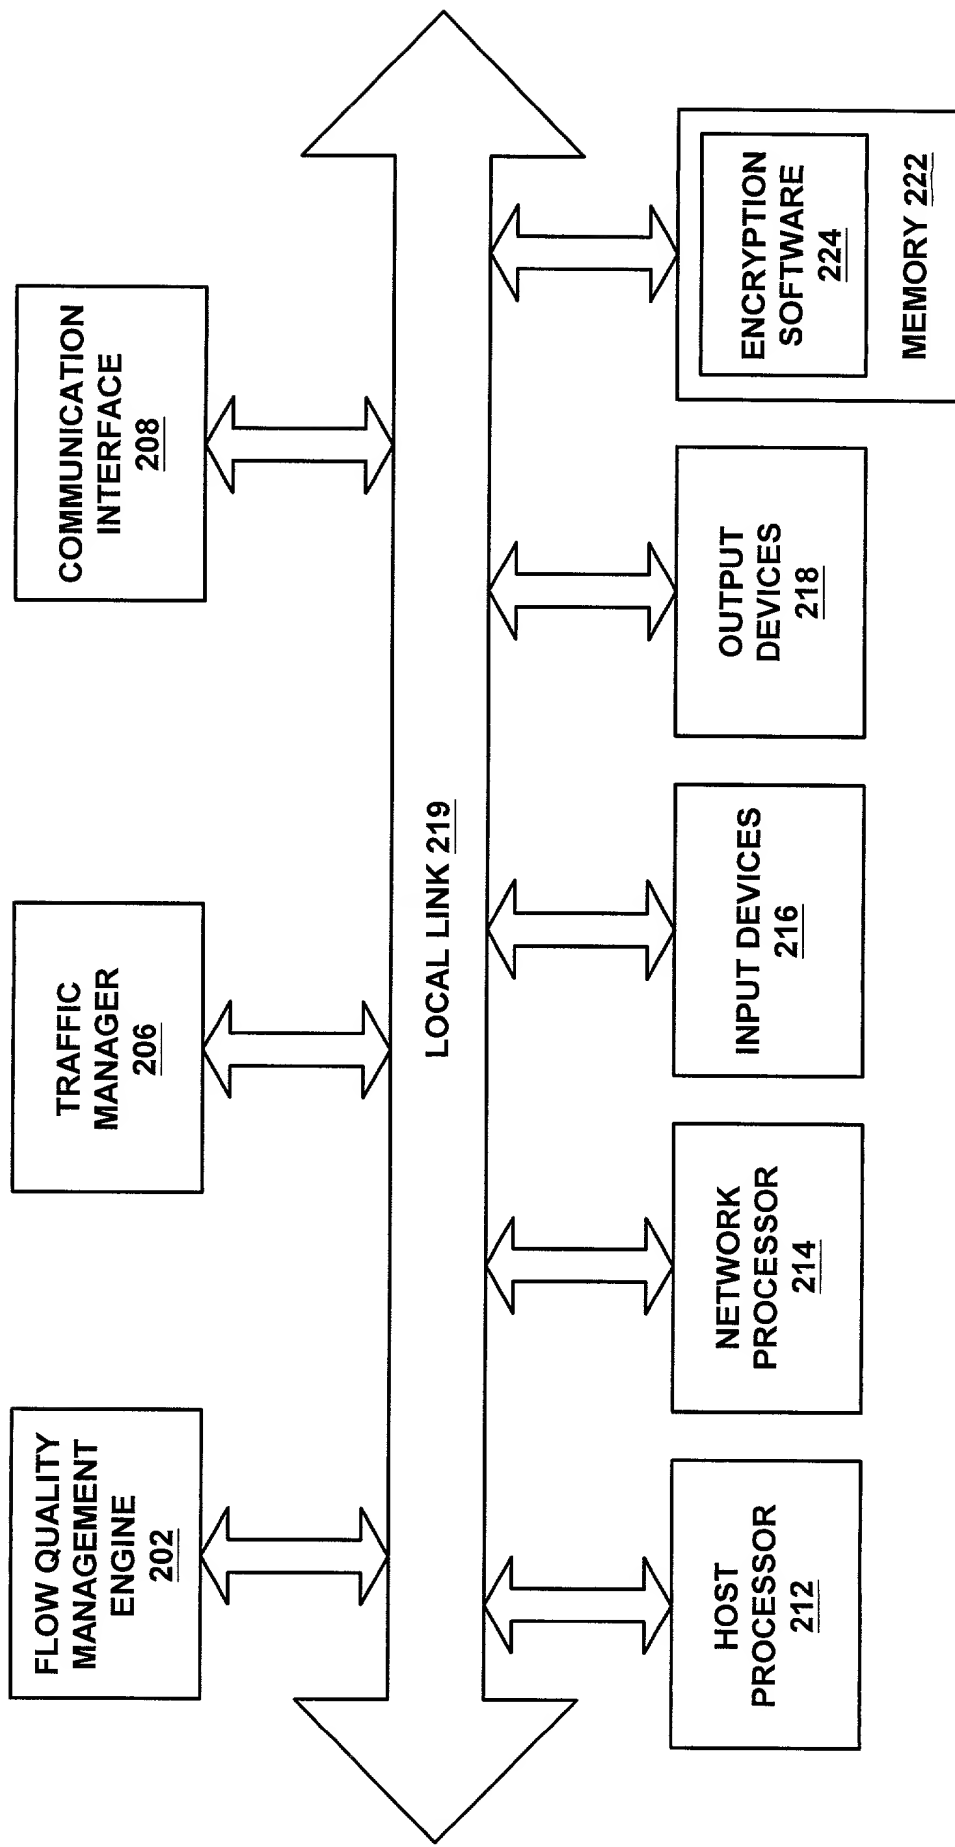 FLOW QUALITY
MANAGEMENT
ENGINE
202
TRAFFIC
MANAGER
206
COMMUNICATION
INTERFACE
208
LOCAL LINK 219
HOST
PROCESSOR
212
NETWORK
PROCESSOR
214
INPUT DEVICES
216
OUTPUT
DEVICES
218
ENCRYPTION
SOFTWARE
224
MEMORY 222